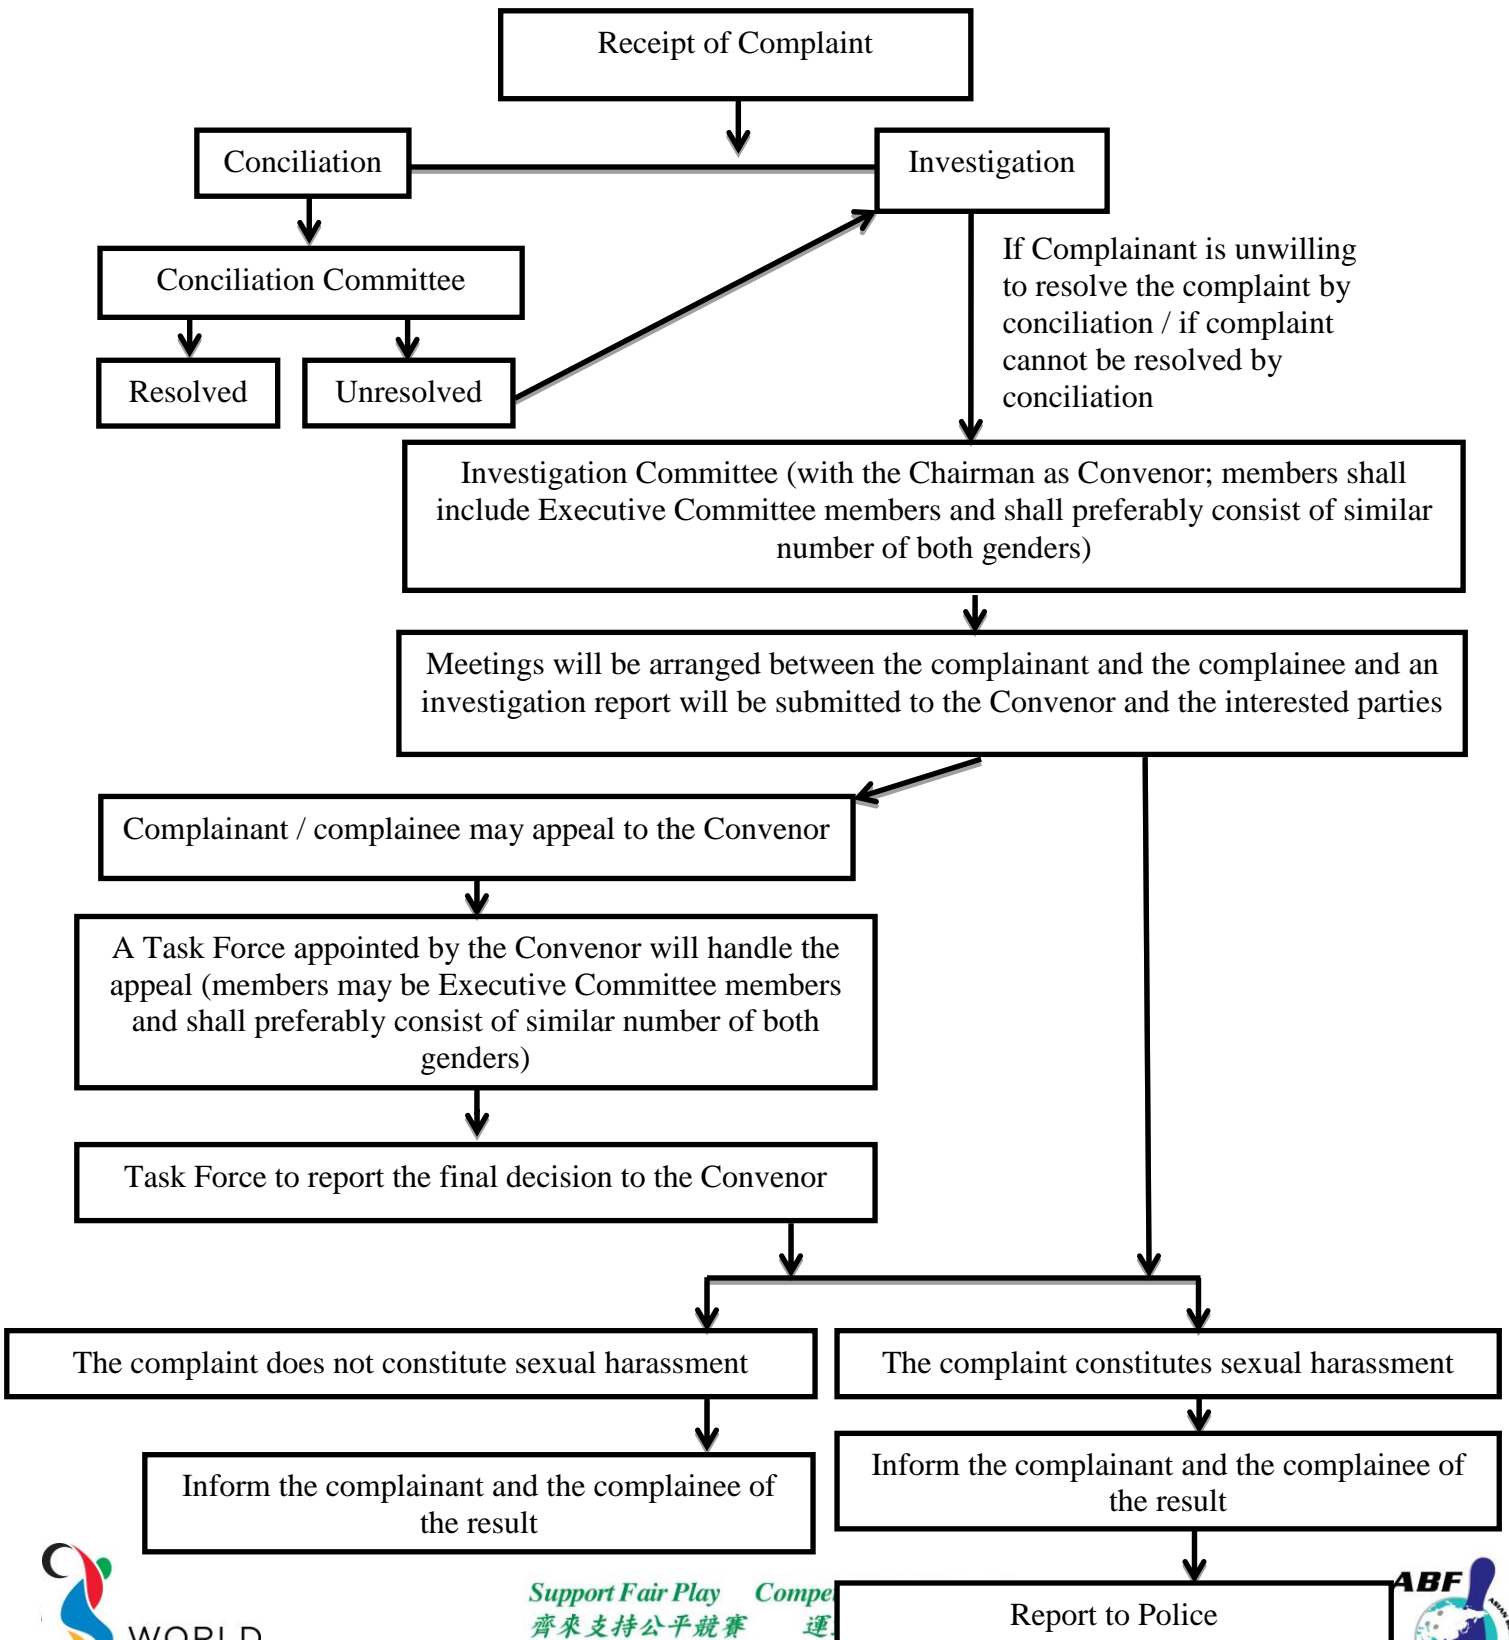 Receipt of Complaint
Conciliation
Investigation
If Complainant is unwilling
to resolve the complaint by
conciliation / if complaint
cannot be resolved by
conciliation
Conciliation Committee
Resolved
Unresolved
Investigation Committee (with the Chairman as Convenor; members shall
include Executive Committee members and shall preferably consist of similar
number of both genders)
Meetings will be arranged between the complainant and the complainee and an
investigation report will be submitted to the Convenor and the interested parties
Complainant / complainee may appeal to the Convenor
A Task Force appointed by the Convenor will handle the
appeal (members may be Executive Committee members
and shall preferably consist of similar number of both
genders)
Task Force to report the final decision to the Convenor
The complaint does not constitute sexual harassment
The complaint constitutes sexual harassment
Inform the complainant and the complainee of
the result
Inform the complainant and the complainee of
the result
Report to Police
WORLD
Support Fair Play Compe
齊來支持公平競賽 運
ABF